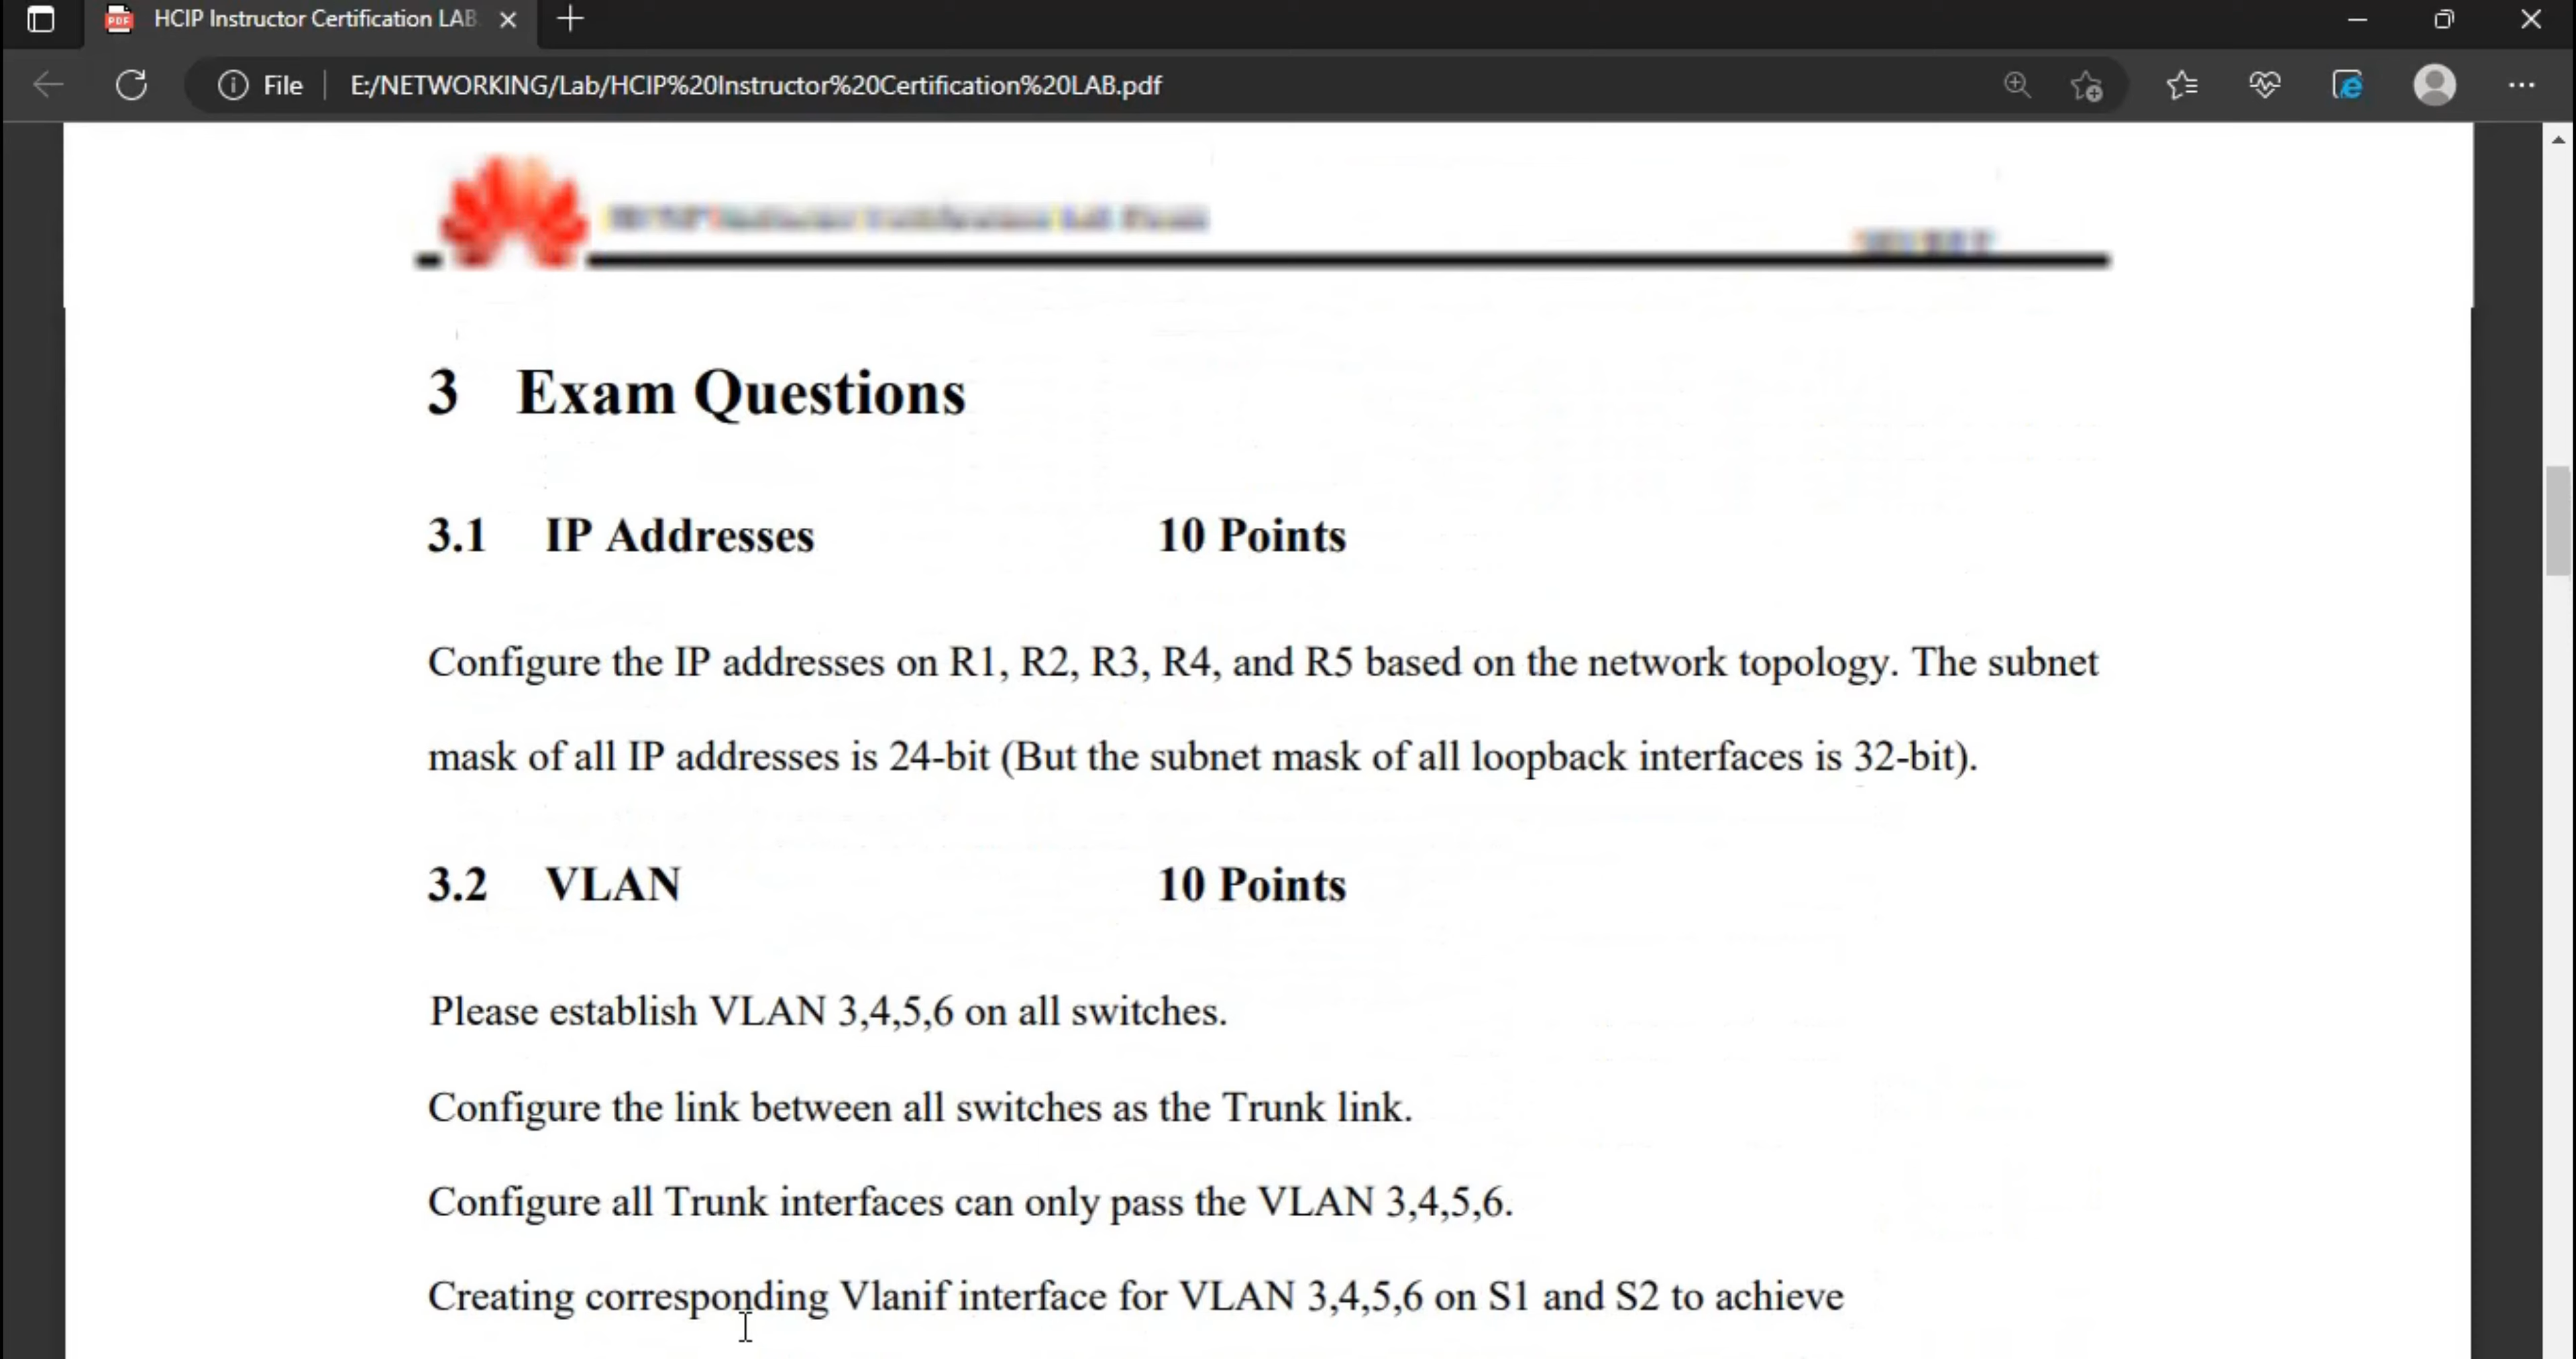 HCIP Instructor Certification LAB
File
E:/NETWORKING/Lab/HCIP%20Instructor%20Certification%20LAB.pdf
3 Exam Questions
3.1 IP Addresses 10 Points
Configure the IP addresses on R1, R2, R3, R4, and R5 based on the network topology. The subnet
mask of all IP addresses is 24-bit (But the subnet mask of all loopback interfaces is 32-bit).
3.2 VLAN 10 Points
Please establish VLAN 3,4,5,6 on all switches.
Configure the link between all switches as the Trunk link.
Configure all Trunk interfaces can only pass the VLAN 3,4,5,6.
Creating corresponding Vlanif interface for VLAN 3,4,5,6 on S1 and S2 to achieve